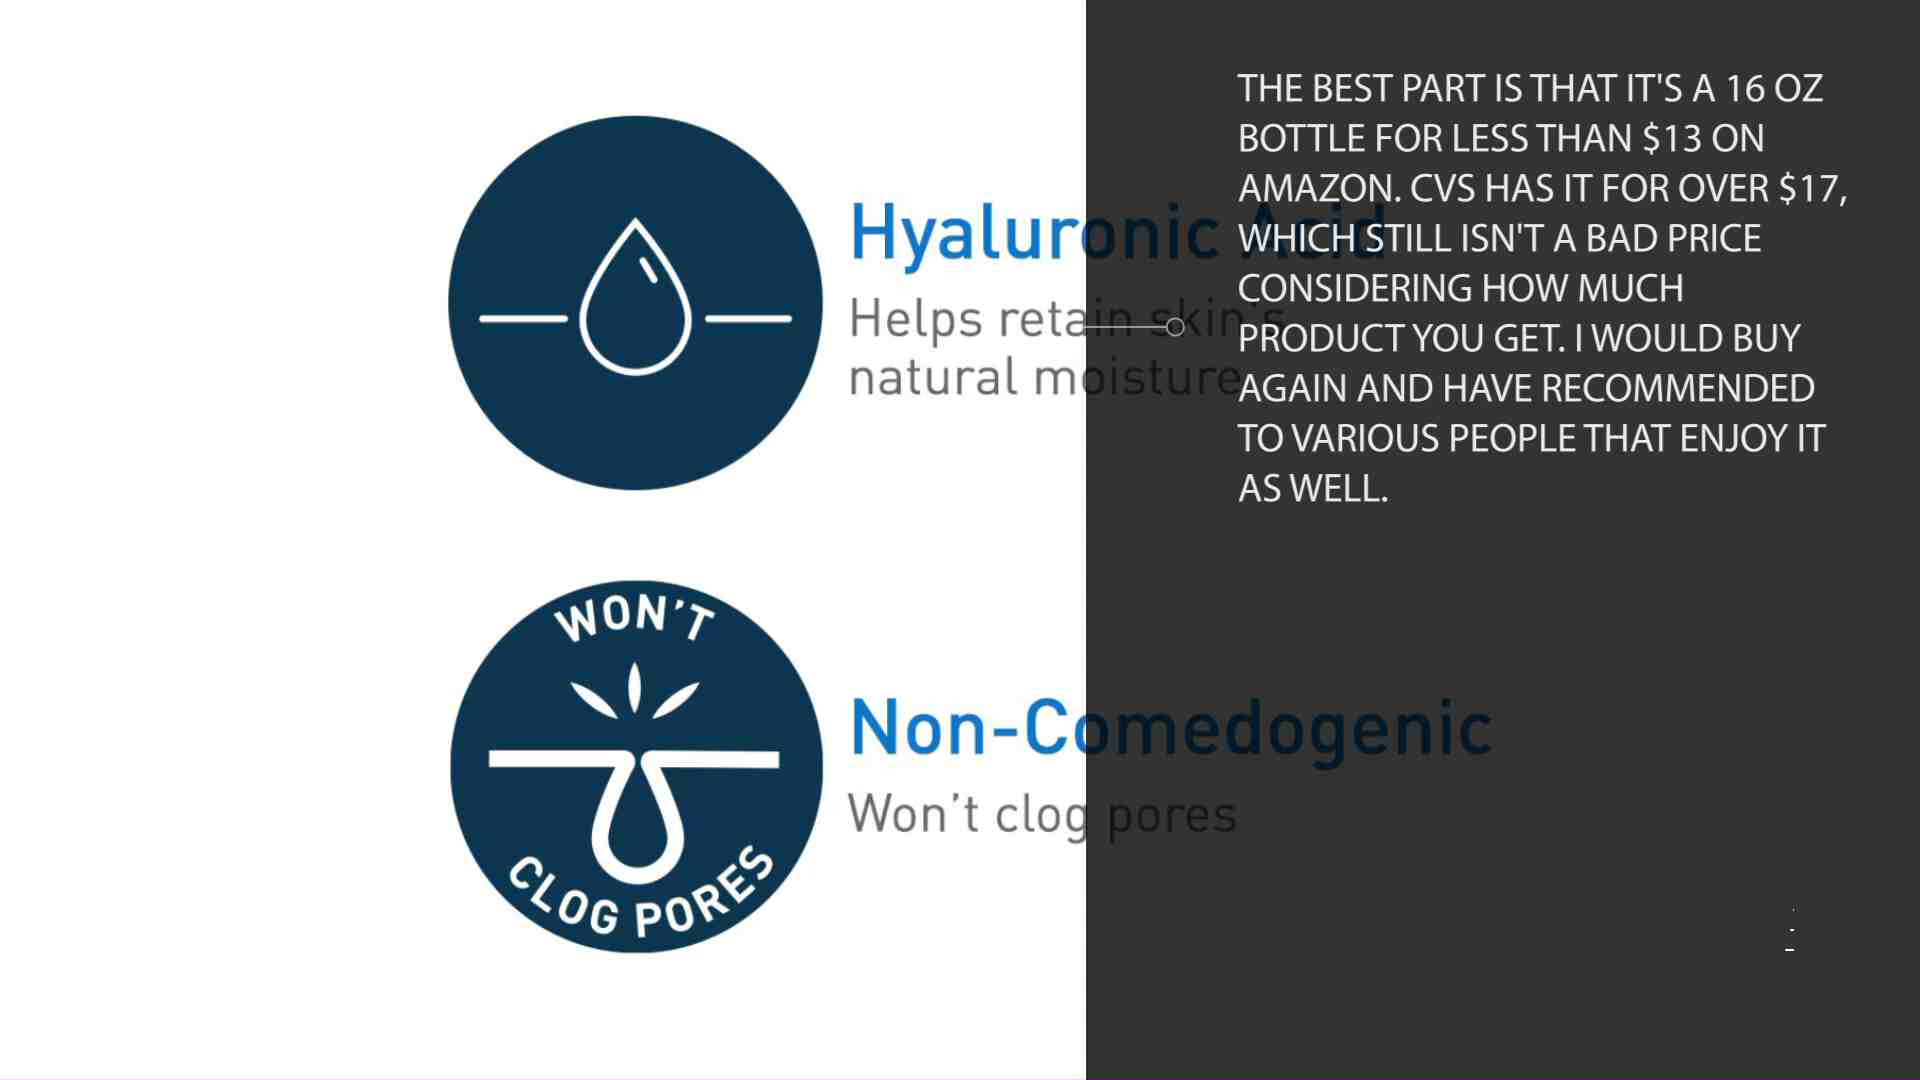 Hyaluronic Acid
Helps retain skin's
natural moisture
WON'T
CLOG PORES
Non-Comedogenic
Won't clog pores
THE BEST PART IS THAT IT'S A 16 OZ
BOTTLE FOR LESS THAN $13 ON
AMAZON. CVS HAS IT FOR OVER $17,
WHICH STILL ISN'T A BAD PRICE
CONSIDERING HOW MUCH
PRODUCT YOU GET. I WOULD BUY
AGAIN AND HAVE RECOMMENDED
TO VARIOUS PEOPLE THAT ENJOY IT
AS WELL.